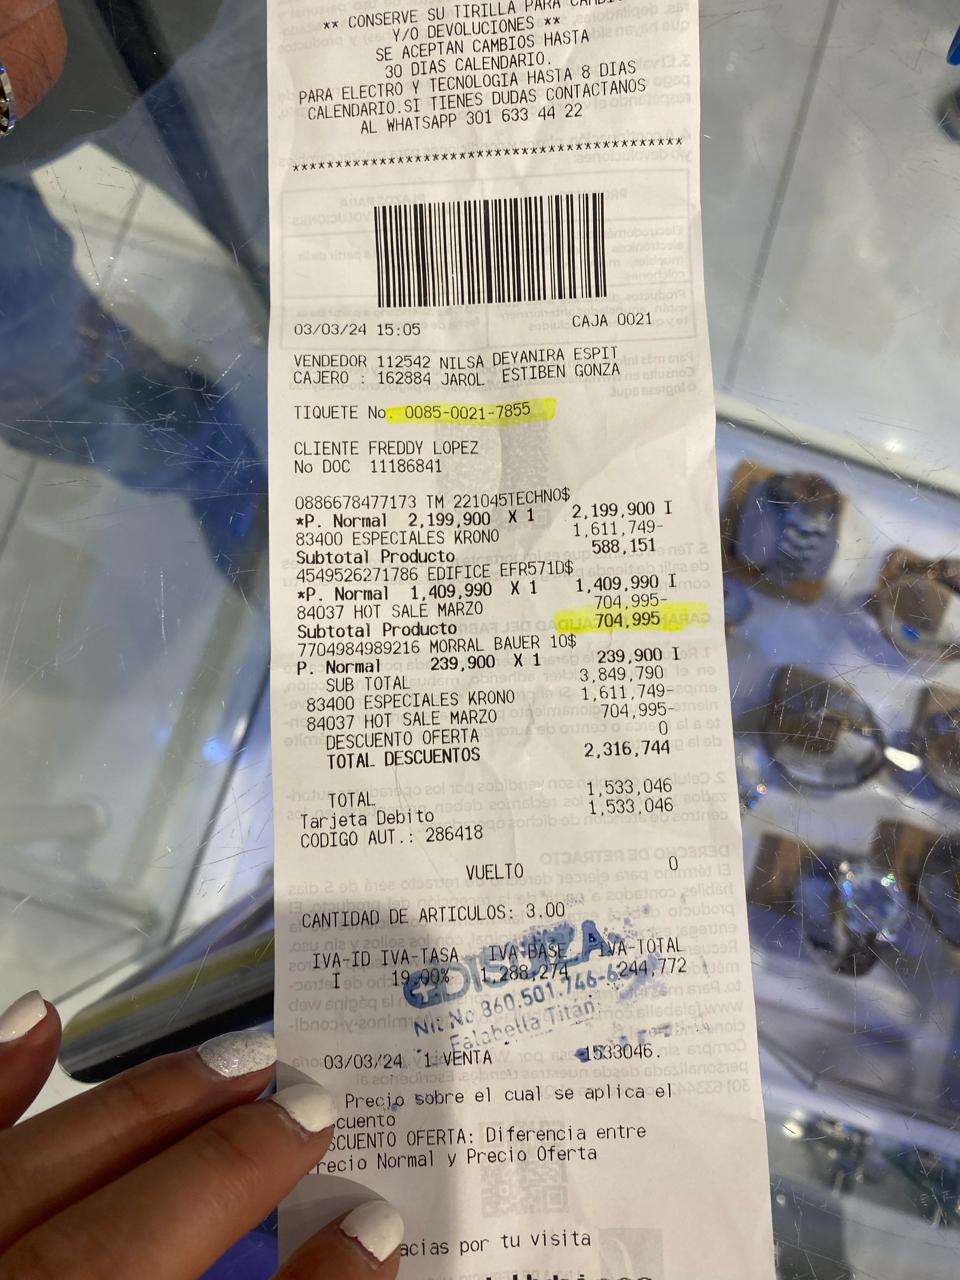 ** CONSERVE SU TIRILLA PARA
Y/O DEVOLUCIONES **
SE ACEPTAN CAMBIOS HASTA
30 DIAS CALENDARIO.
PARA ELECTRO Y TECNOLOGIA HASTA 8 DIAS
CALENDARIO.SI TIENES DUDAS CONTACTANOS
AL WHATSAPP 301 633 44 22
******************************************
03/03/24 15:05 CAJA 0021
VENDEDOR 112542 NILSA DEYANIRA ESPIT
CAJERO : 162884 JAROL ESTIBEN GONZA
TIQUETE No. 0085-0021-7855
CLIENTE FREDDY LOPEZ
No DOC 11186841
0886678477173 TM 221045TECHNO$
*P. Normal 2,199,900 X 1 2,199,900 I
83400 ESPECIALES KRONO 1,611,749-
Subtotal Producto 588,151
4549526271786 EDIFICE EFR571D$
*P. Normal 1,409,990 X 1 1,409,990 I
84037 HOT SALE MARZO 704,995-
Subtotal Producto 704,995
7704984989216 MORRAL BAUER 10$
P. Normal 239,900 X 1 239,900 I
SUB TOTAL 3,849,790
83400 ESPECIALES KRONO 1,611,749-
84037 HOT SALE MARZO 704,995-
DESCUENTO OFERTA 0
TOTAL DESCUENTOS 2,316,744
TOTAL 1,533,046
Tarjeta Debito 1,533,046
CODIGO AUT.: 286418
VUELTO 0
CANTIDAD DE ARTICULOS: 3.00
IVA-ID IVA-TASA IVA-BASE IVA-TOTAL
I 19.00% 1,288,274 244,772
Nit. No 860.501.746-6
Falabella Titán
03/03/24 1 VENTA 1533046.
Precio sobre el cual se aplica el
scuento
SCUENTO OFERTA: Diferencia entre
recio Normal y Precio Oferta
acias por tu visita